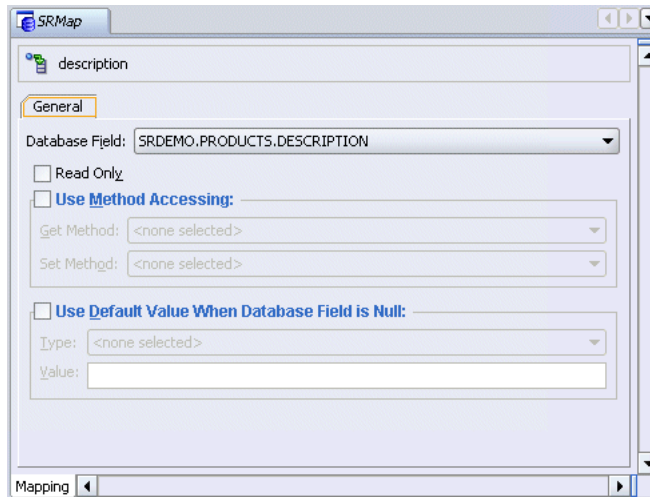 SRMap
description
General
Database Field: SRDEMO.PRODUCTS.DESCRIPTION
Read Only
Use Method Accessing:
Get Method: <none selected>
Set Method: <none selected>
Use Default Value When Database Field is Null:
Type: <none selected>
Value:
Mapping